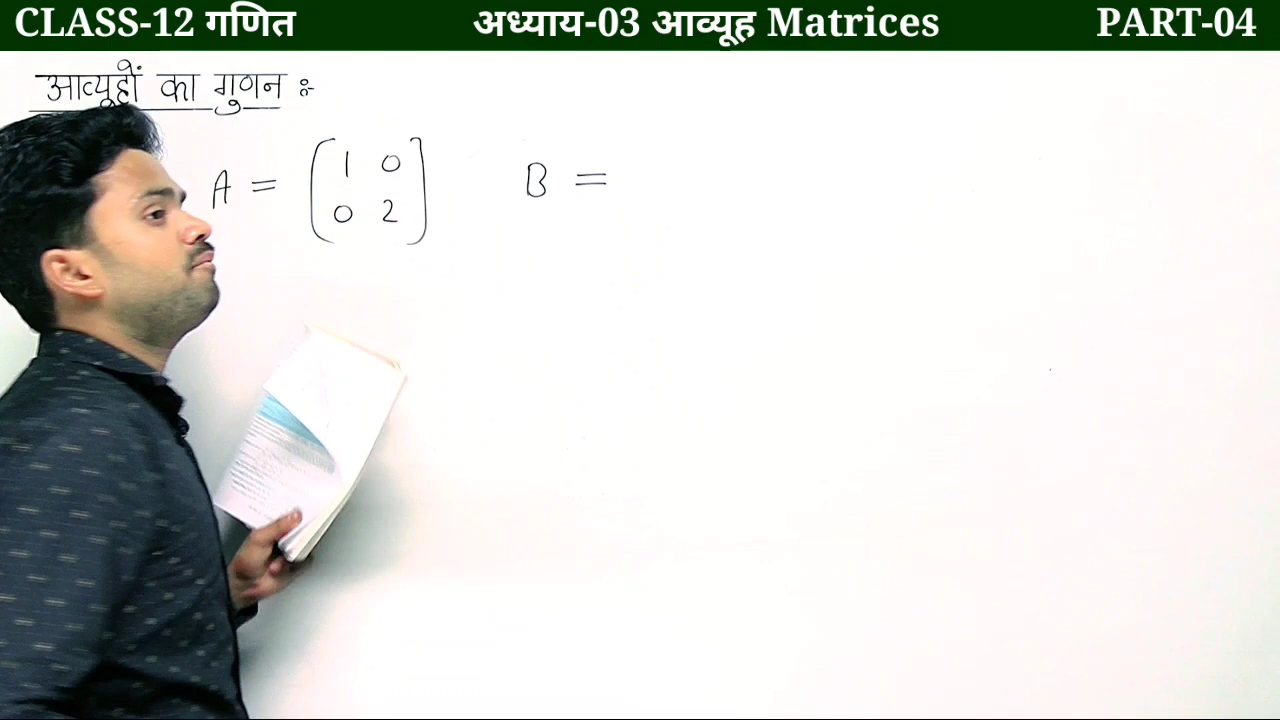 CLASS-12 गणित अध्याय-03 आव्यूह Matrices PART-04
आव्यूहों का गुणन :-
A = [1 0
0 2] B =